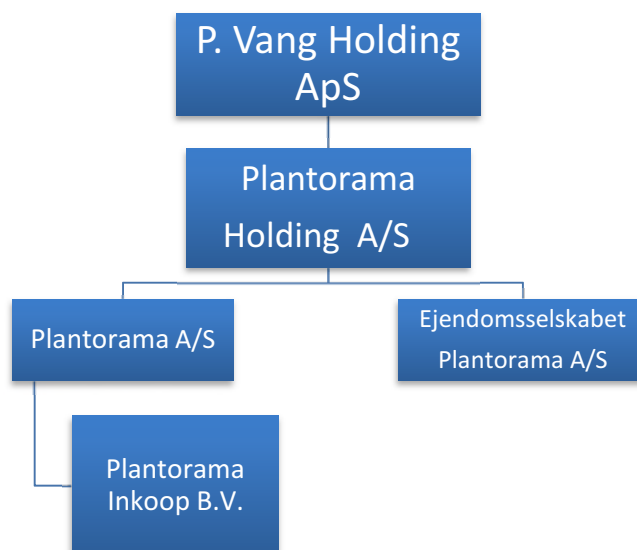 P. Vang Holding
ApS
Plantorama
Holding A/S
Plantorama A/S
Ejendomsselskabet
Plantorama A/S
Plantorama
Inkoop B.V.